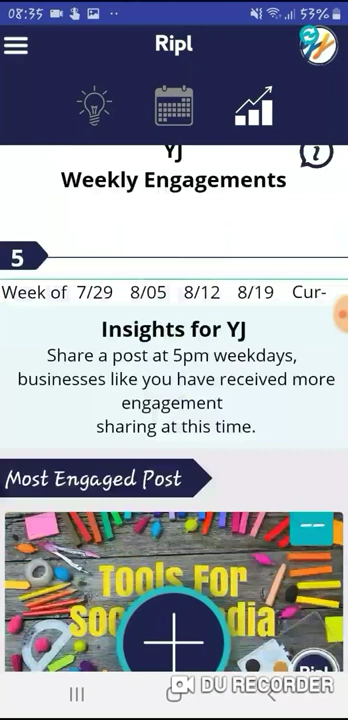 08:35
53%
Ripl
YJ
Weekly Engagements
5
Week of 7/29 8/05 8/12 8/19 Cur-
Insights for YJ
Share a post at 5pm weekdays,
businesses like you have received more
engagement
sharing at this time.
Most Engaged Post
Tools For
Ripl
DU RECORDER